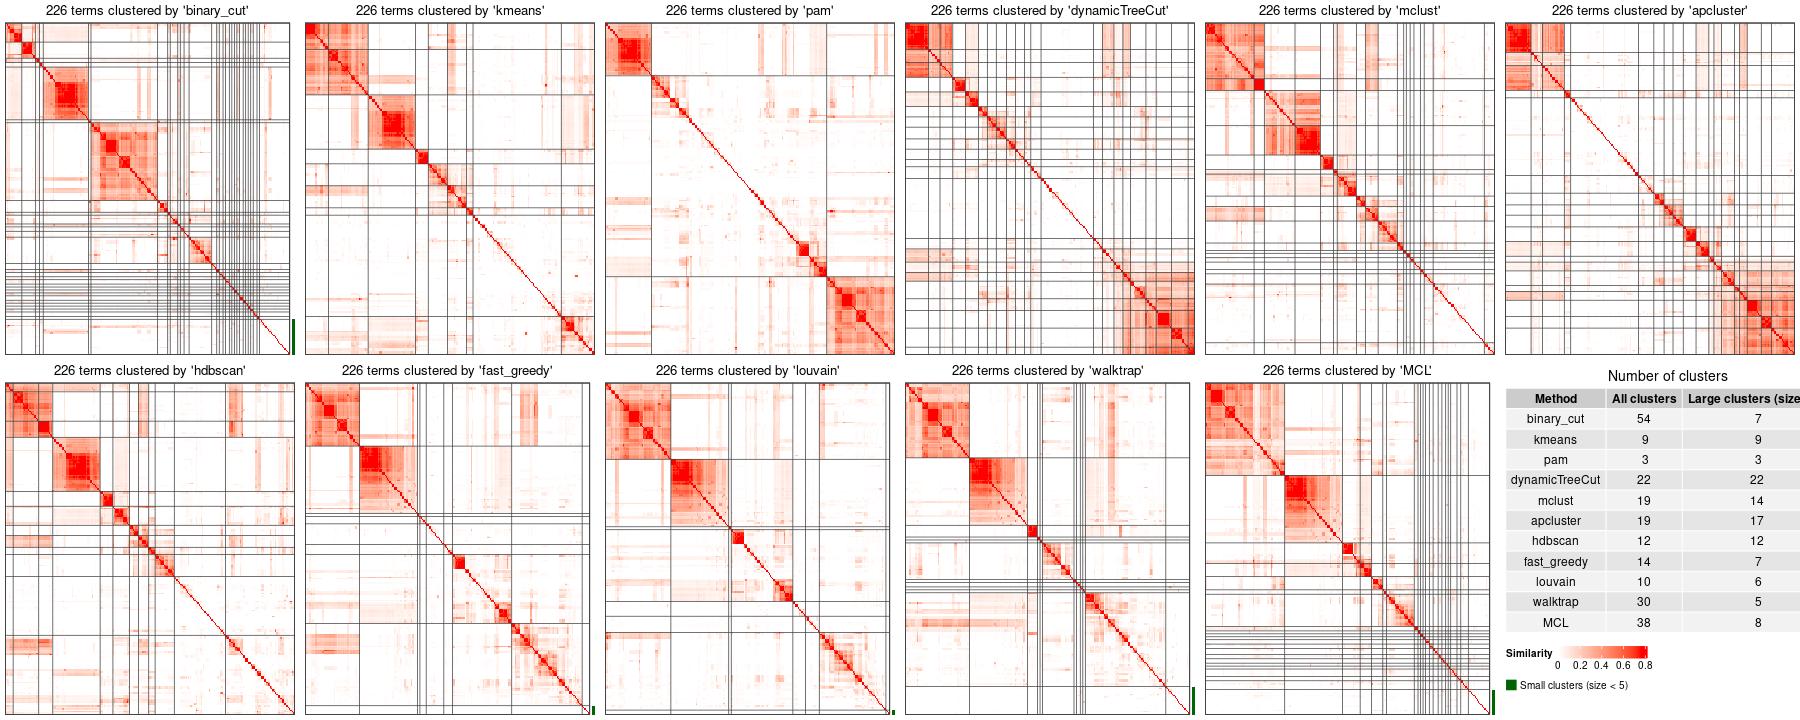 226 terms clustered by 'binary_cut'
226 terms clustered by 'kmeans'
226 terms clustered by 'pam'
226 terms clustered by 'dynamicTreeCut'
226 terms clustered by 'mclust'
226 terms clustered by 'apcluster'
226 terms clustered by 'hdbscan'
226 terms clustered by 'fast_greedy'
226 terms clustered by 'louvain'
226 terms clustered by 'walktrap'
226 terms clustered by 'MCL'
Number of clusters
Method All clusters Large clusters (size
binary_cut 54 7
kmeans 9 9
pam 3 3
dynamicTreeCut 22 22
mclust 19 14
apcluster 19 17
hdbscan 12 12
fast_greedy 14 7
louvain 10 6
walktrap 30 5
MCL 38 8
Similarity
0 0.2 0.4 0.6 0.8
Small clusters (size < 5)